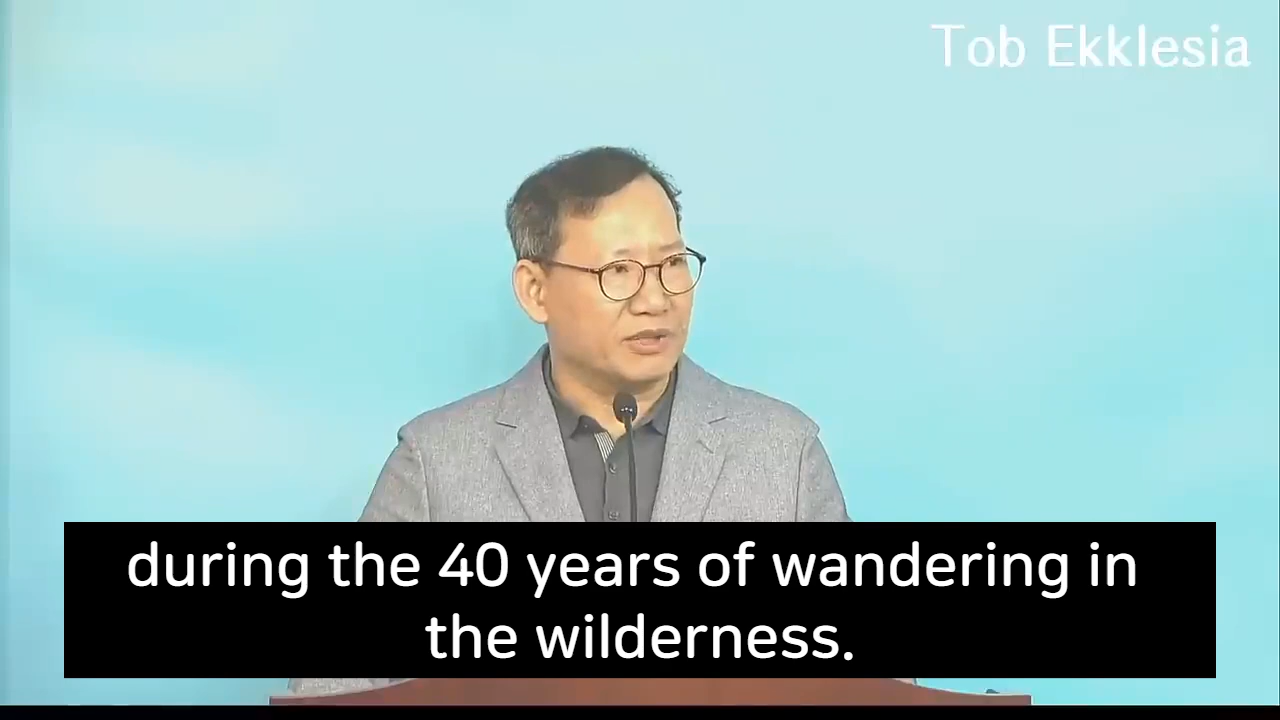 Tob Ekklesia
during the 40 years of wandering in
the wilderness.